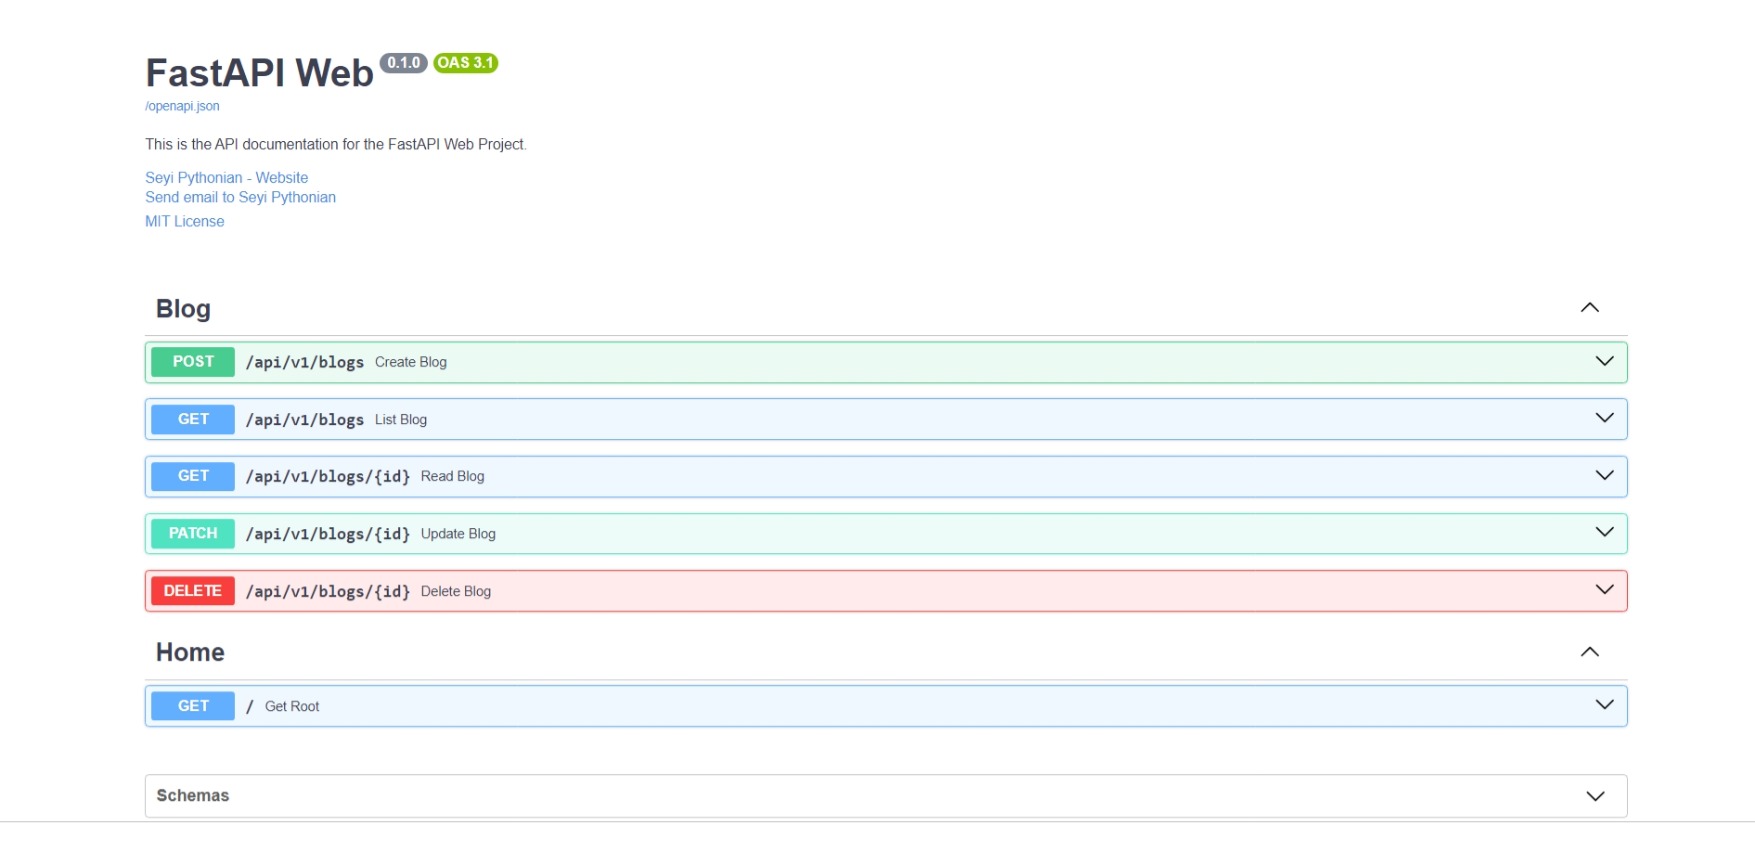 FastAPI Web 0.1.0 OAS 3.1
/openapi.json
This is the API documentation for the FastAPI Web Project.
Seyi Pythonian - Website
Send email to Seyi Pythonian
MIT License
Blog
POST /api/v1/blogs Create Blog
GET /api/v1/blogs List Blog
GET /api/v1/blogs/{id} Read Blog
PATCH /api/v1/blogs/{id} Update Blog
DELETE /api/v1/blogs/{id} Delete Blog
Home
GET / Get Root
Schemas